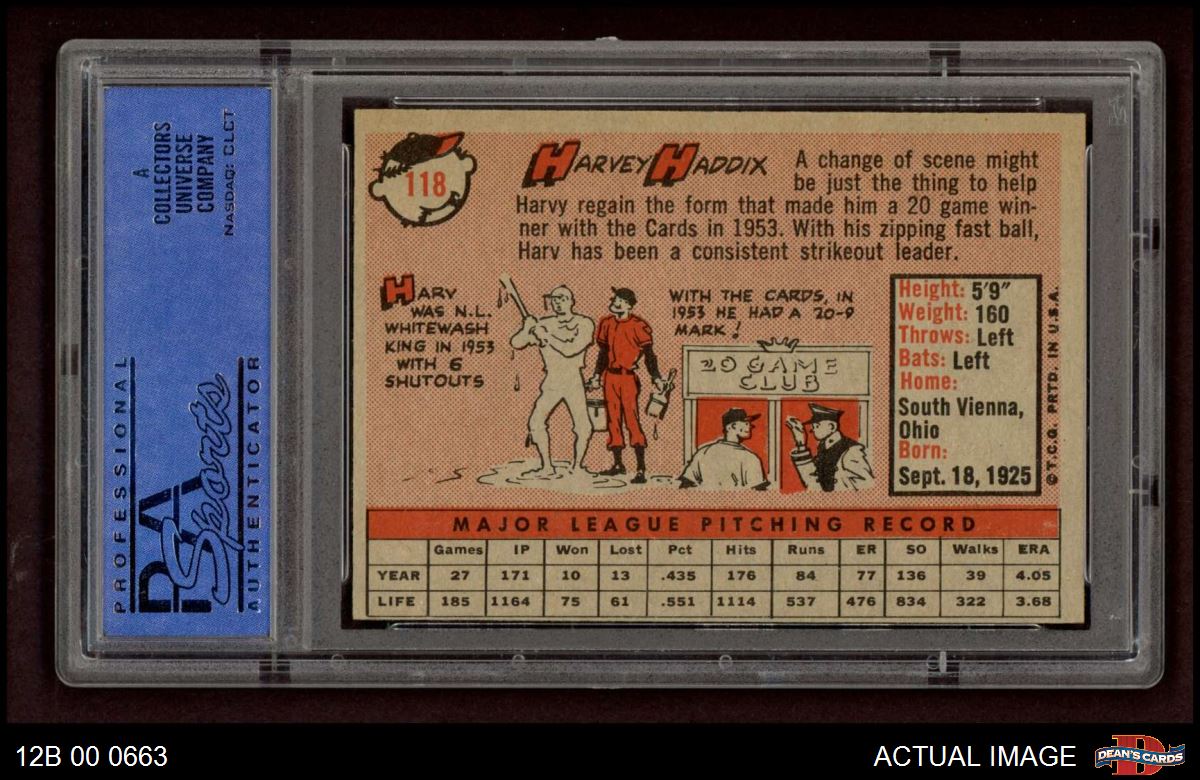 A
COLLECTORS
UNIVERSE
COMPANY
NASDAQ: CLCT
PROFESSIONAL
PSA
Sports
AUTHENTICATOR
118
HARVEY HADDIX
A change of scene might
be just the thing to help
Harvy regain the form that made him a 20 game win-
ner with the Cards in 1953. With his zipping fast ball,
Harv has been a consistent strikeout leader.
HARV
WAS N.L.
WHITEWASH
KING IN 1953
WITH 6
SHUTOUTS
WITH THE CARDS, IN
1953 HE HAD A 20-9
MARK!
20 GAME
CLUB
Height: 5'9"
Weight: 160
Throws: Left
Bats: Left
Home:
South Vienna,
Ohio
Born:
Sept. 18, 1925
© T.C.G. PRTD. IN U.S.A.
MAJOR LEAGUE PITCHING RECORD
Games IP Won Lost Pct Hits Runs ER SO Walks ERA
YEAR 27 171 10 13 .435 176 84 77 136 39 4.05
LIFE 185 1164 75 61 .551 1114 537 476 834 322 3.68
12B 00 0663
ACTUAL IMAGE
DEAN'S CARDS